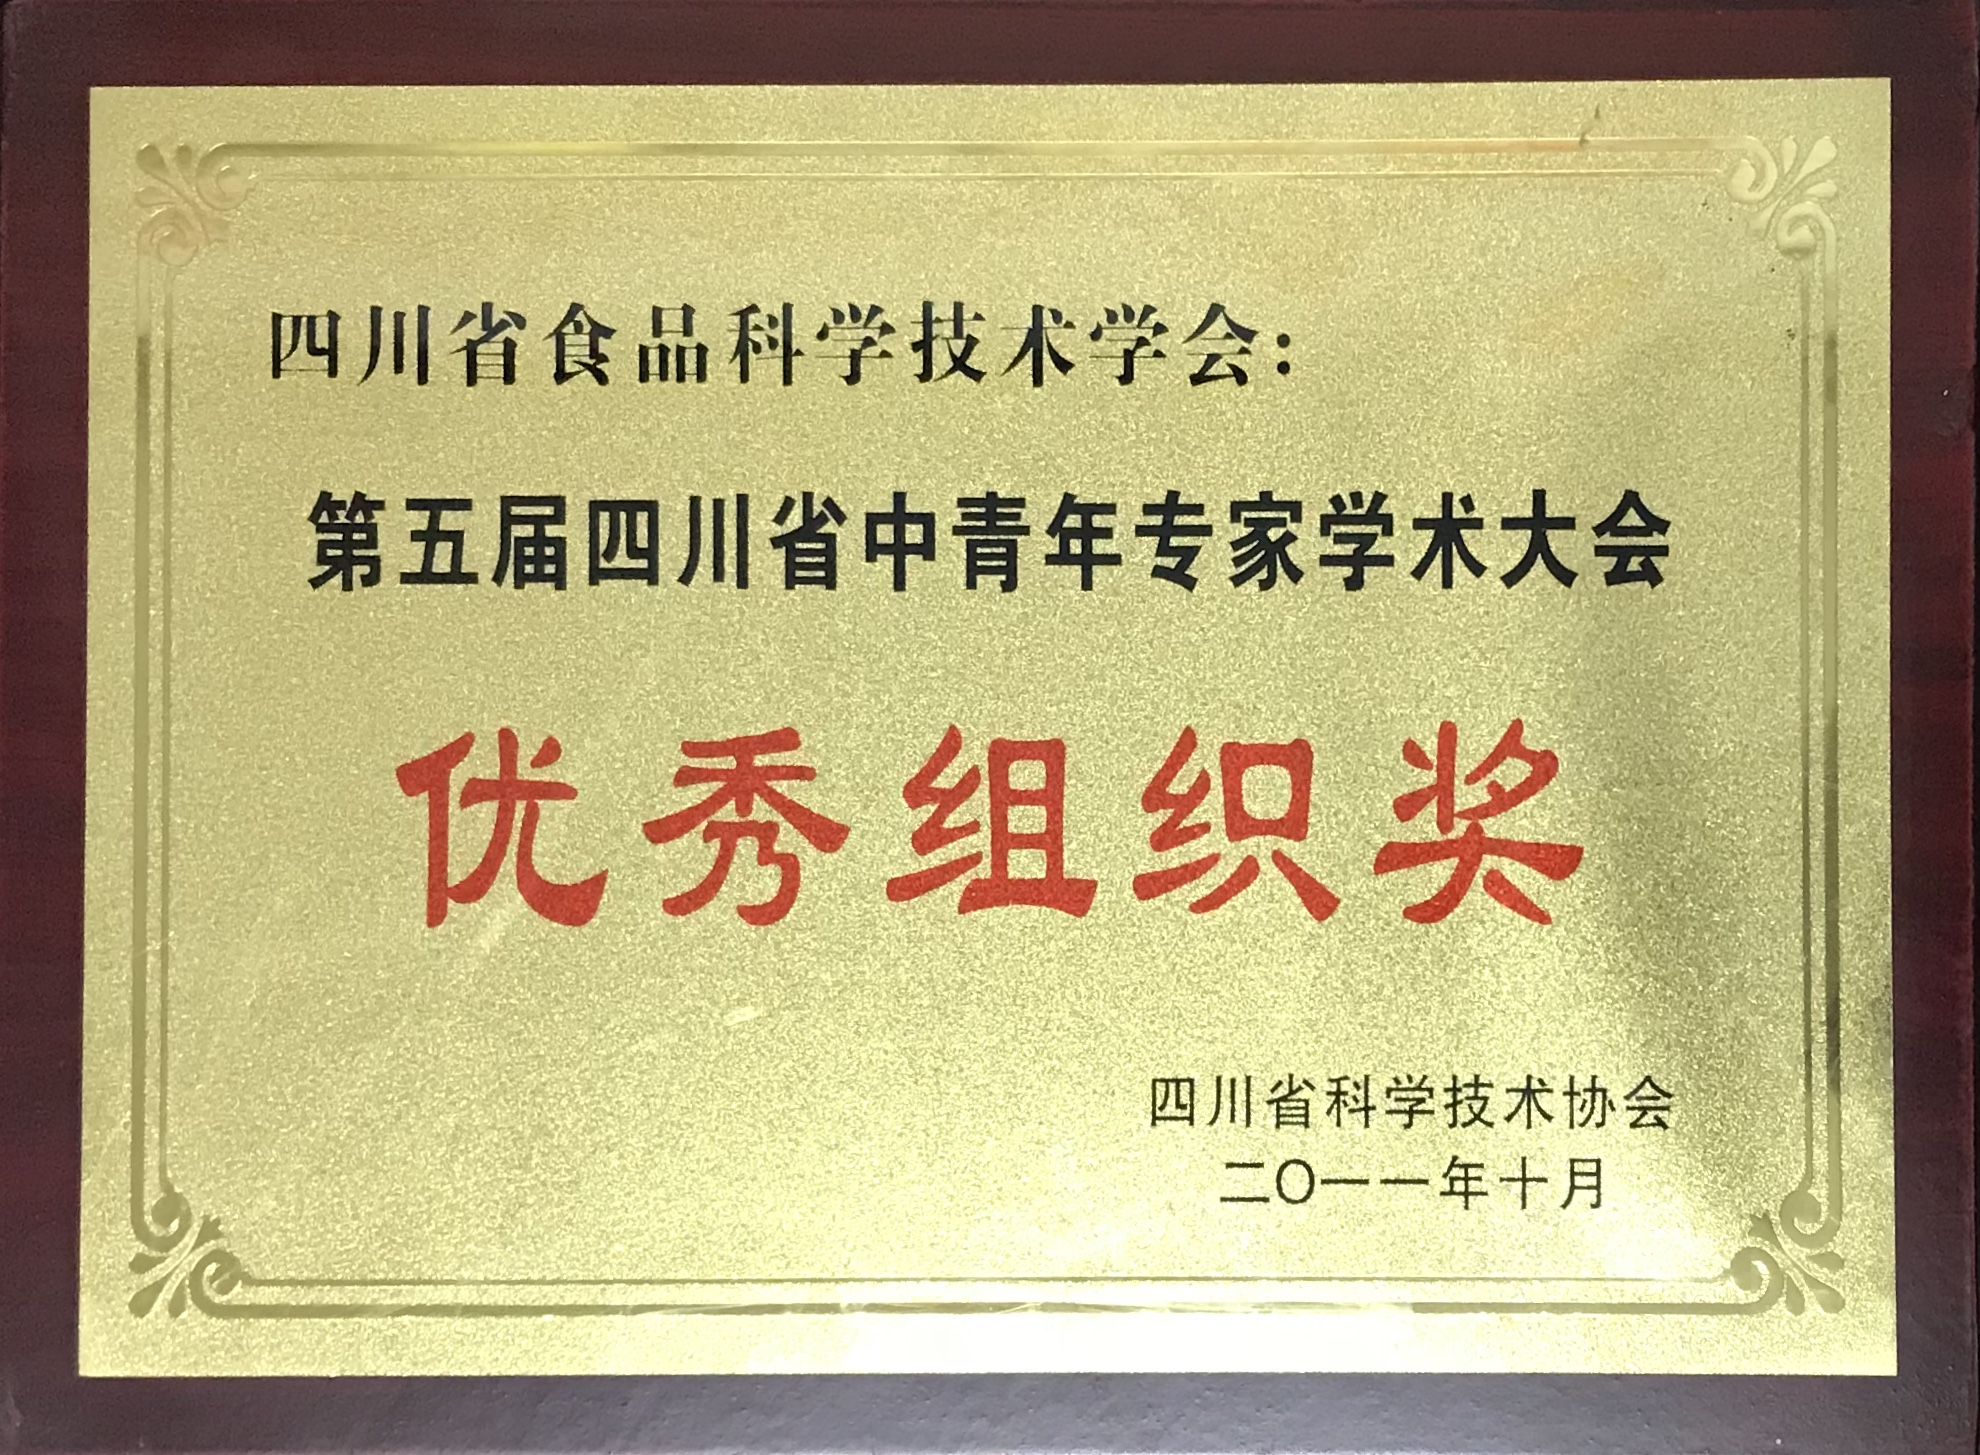 四川省食品科学技术学会:
第五届四川省中青年专家学术大会
优秀组织奖
四川省科学技术协会
二〇一一年十月